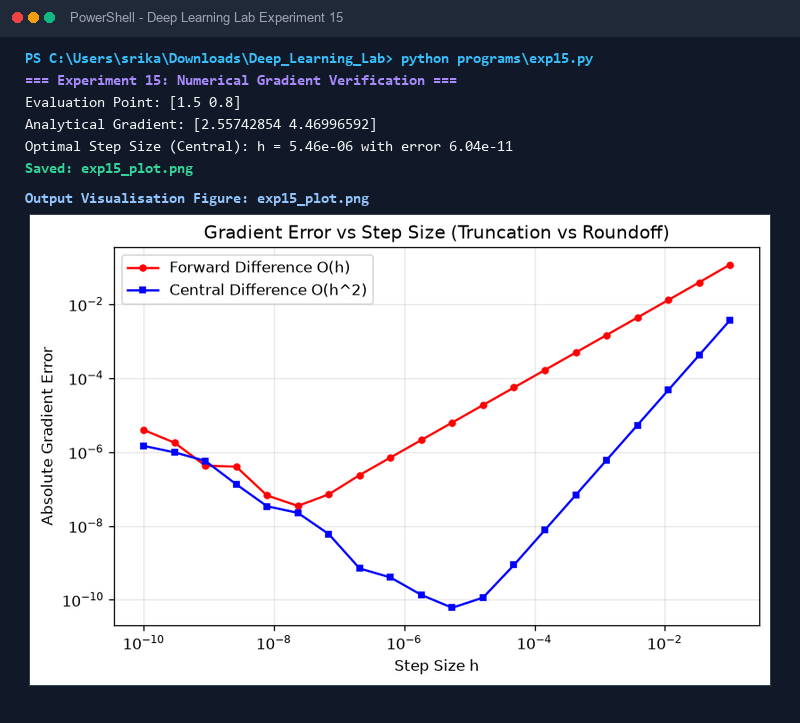 PowerShell - Deep Learning Lab Experiment 15
PS C:\Users\srika\Downloads\Deep_Learning_Lab> python programs\exp15.py
=== Experiment 15: Numerical Gradient Verification ===
Evaluation Point: [1.5 0.8]
Analytical Gradient: [2.55742854 4.46996592]
Optimal Step Size (Central): h = 5.46e-06 with error 6.04e-11
Saved: exp15_plot.png
Output Visualisation Figure: exp15_plot.png
Gradient Error vs Step Size (Truncation vs Roundoff)
Forward Difference O(h)
Central Difference O(h^2)
Absolute Gradient Error
10⁻²
10⁻⁴
10⁻⁶
10⁻⁸
10⁻¹⁰
10⁻¹⁰ 10⁻⁸ 10⁻⁶ 10⁻⁴ 10⁻²
Step Size h